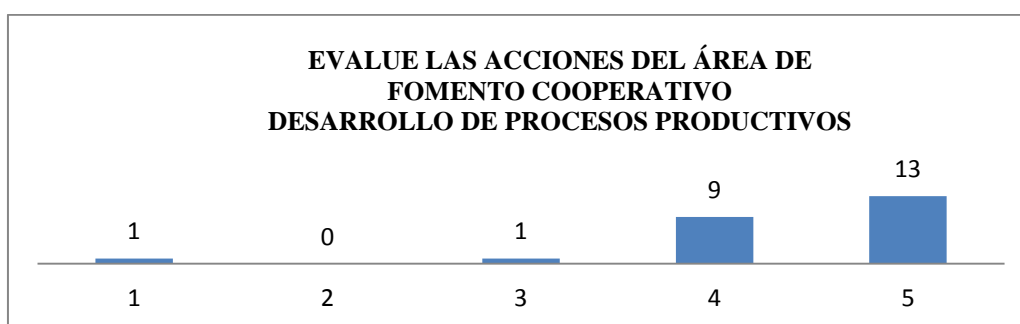 EVALUE LAS ACCIONES DEL ÁREA DE
FOMENTO COOPERATIVO
DESARROLLO DE PROCESOS PRODUCTIVOS
1 0 1 9 13
1 2 3 4 5